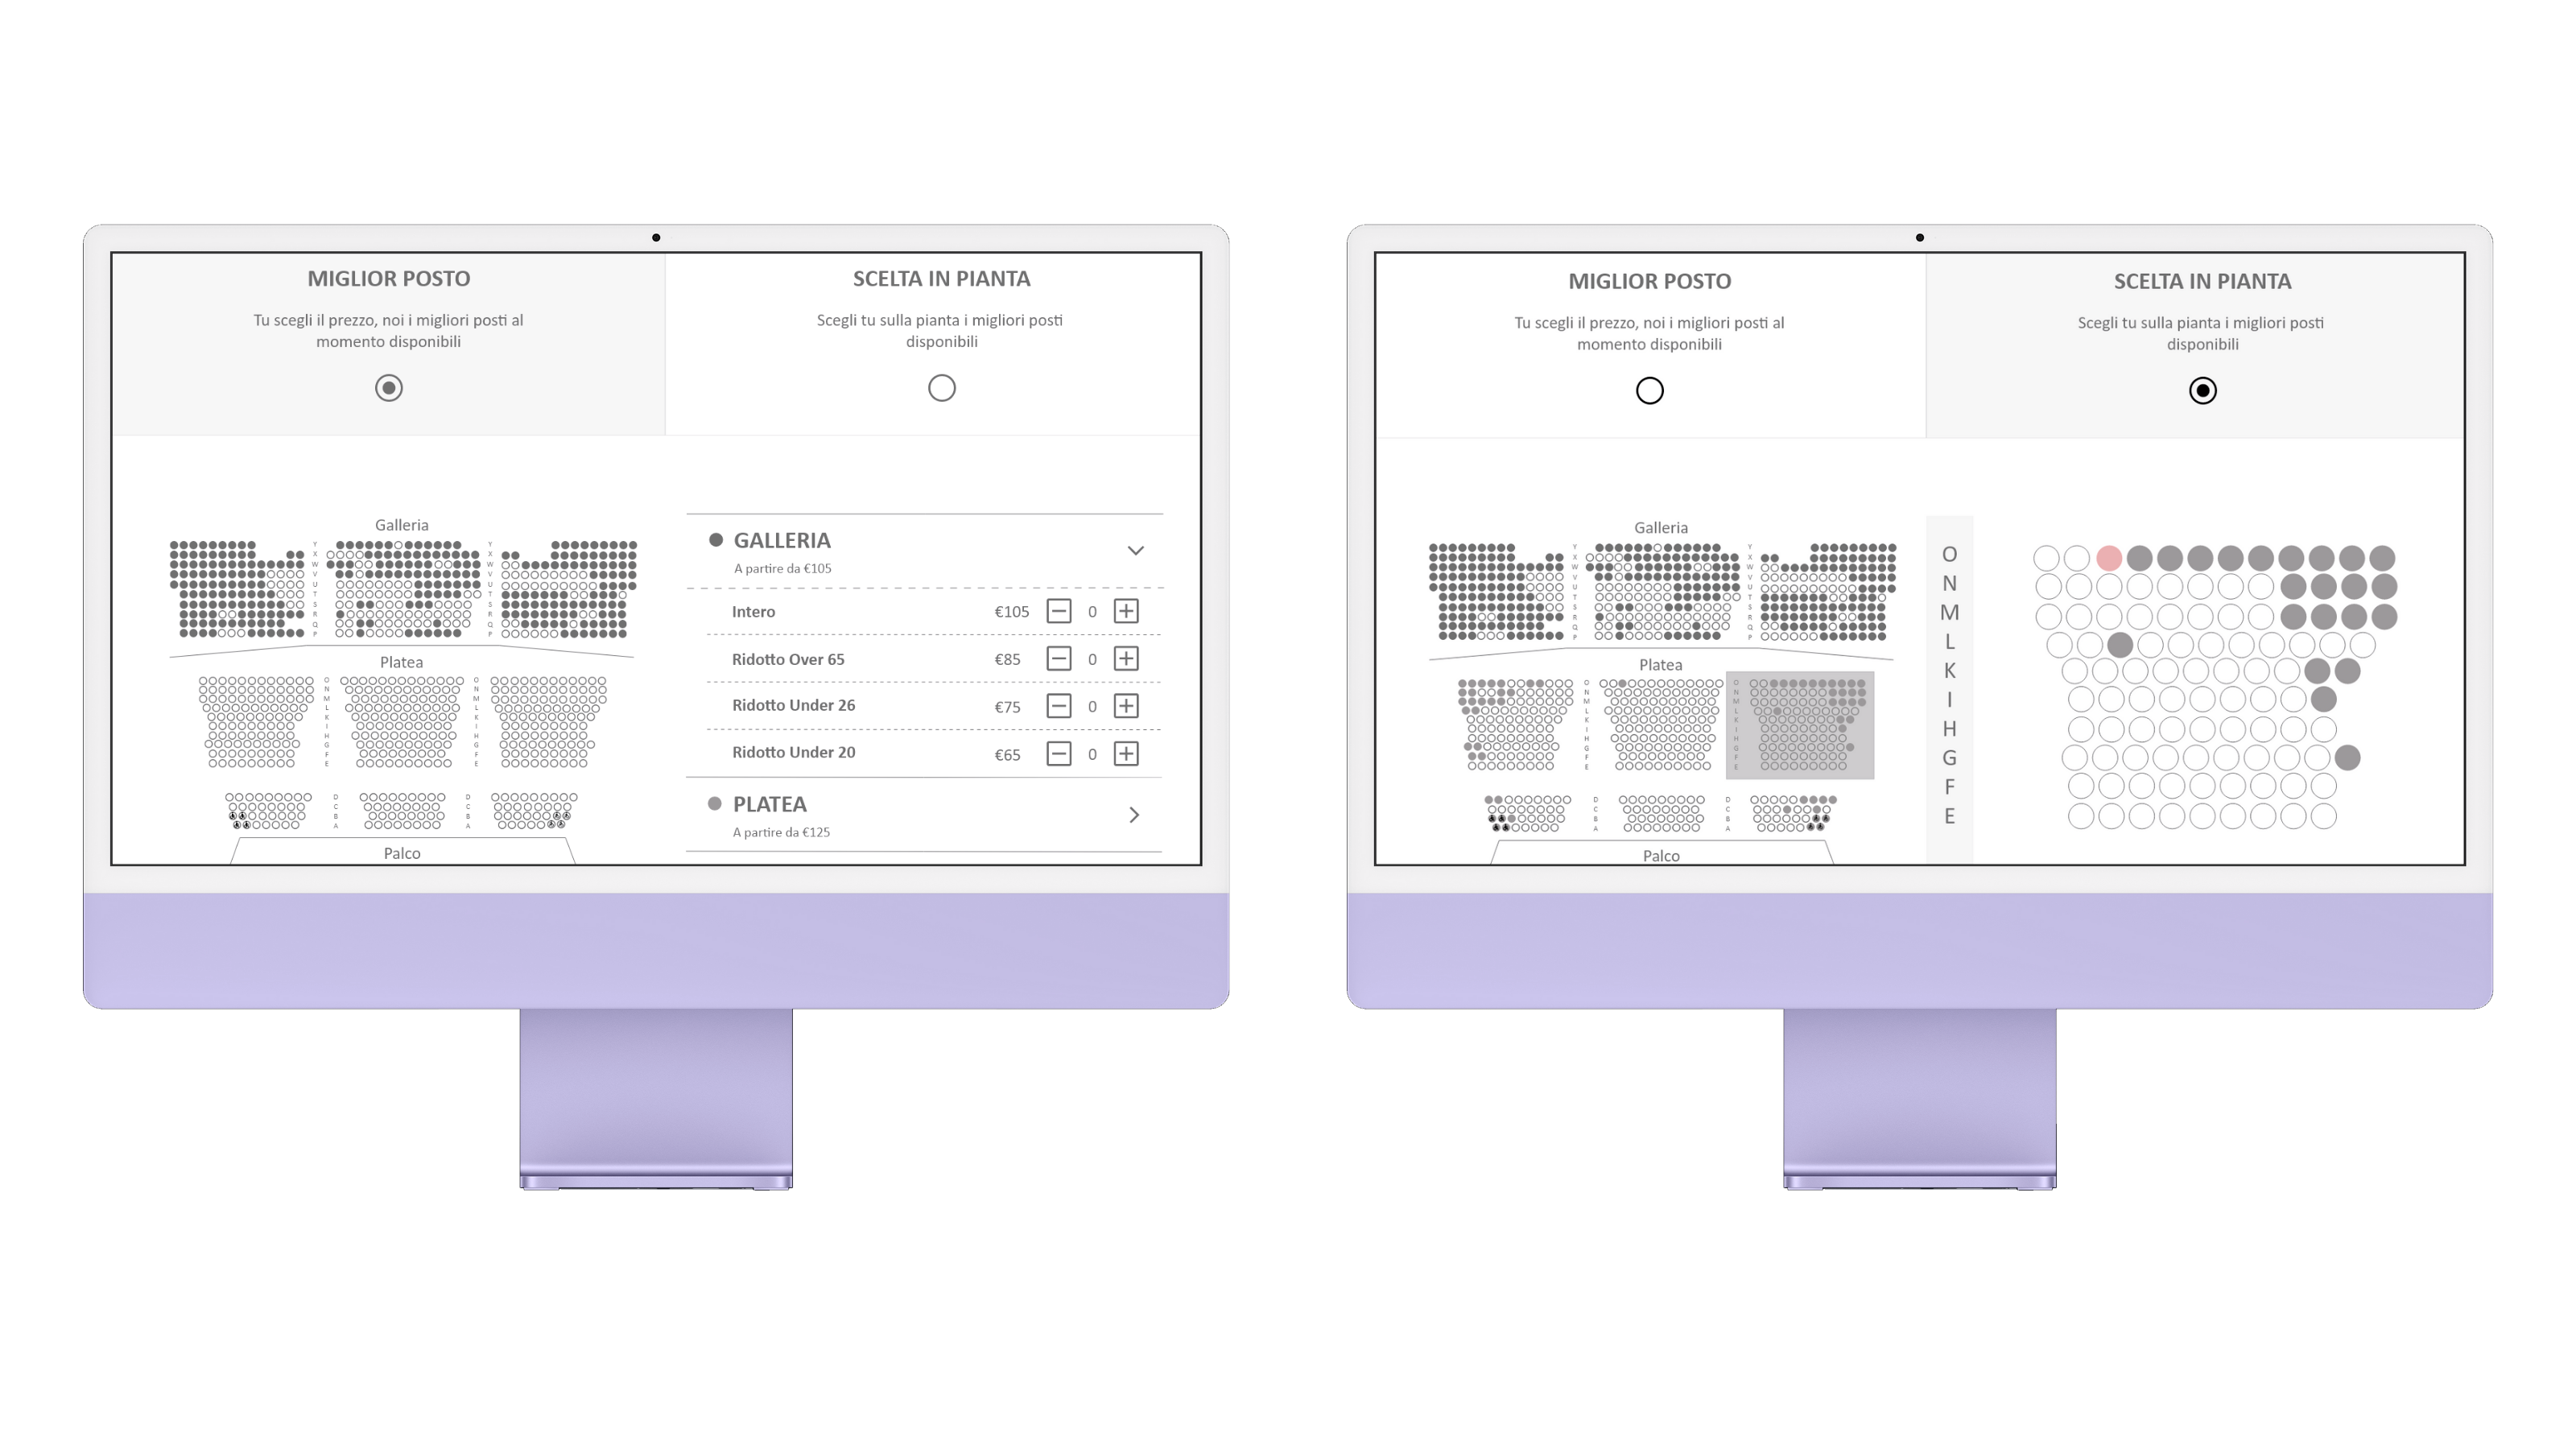 MIGLIOR POSTO
Tu scegli il prezzo, noi i migliori posti al
momento disponibili
SCELTA IN PIANTA
Scegli tu sulla pianta i migliori posti
disponibili
Galleria
Y
X
W
V
U
T
S
R
Q
P
Y
X
W
V
U
T
S
R
Q
P
Platea
O
N
M
L
K
I
H
G
F
E
O
N
M
L
K
I
H
G
F
E
D
C
B
A
D
C
B
A
Palco
GALLERIA
A partire da €105
Intero €105 0
Ridotto Over 65 €85 0
Ridotto Under 26 €75 0
Ridotto Under 20 €65 0
PLATEA
A partire da €125
MIGLIOR POSTO
Tu scegli il prezzo, noi i migliori posti al
momento disponibili
SCELTA IN PIANTA
Scegli tu sulla pianta i migliori posti
disponibili
Galleria
Y
X
W
V
U
T
S
R
Q
P
Y
X
W
V
U
T
S
R
Q
P
Platea
O
N
M
L
K
I
H
G
F
E
O
N
M
L
K
I
H
G
F
E
D
C
B
A
D
C
B
A
Palco
O
N
M
L
K
I
H
G
F
E